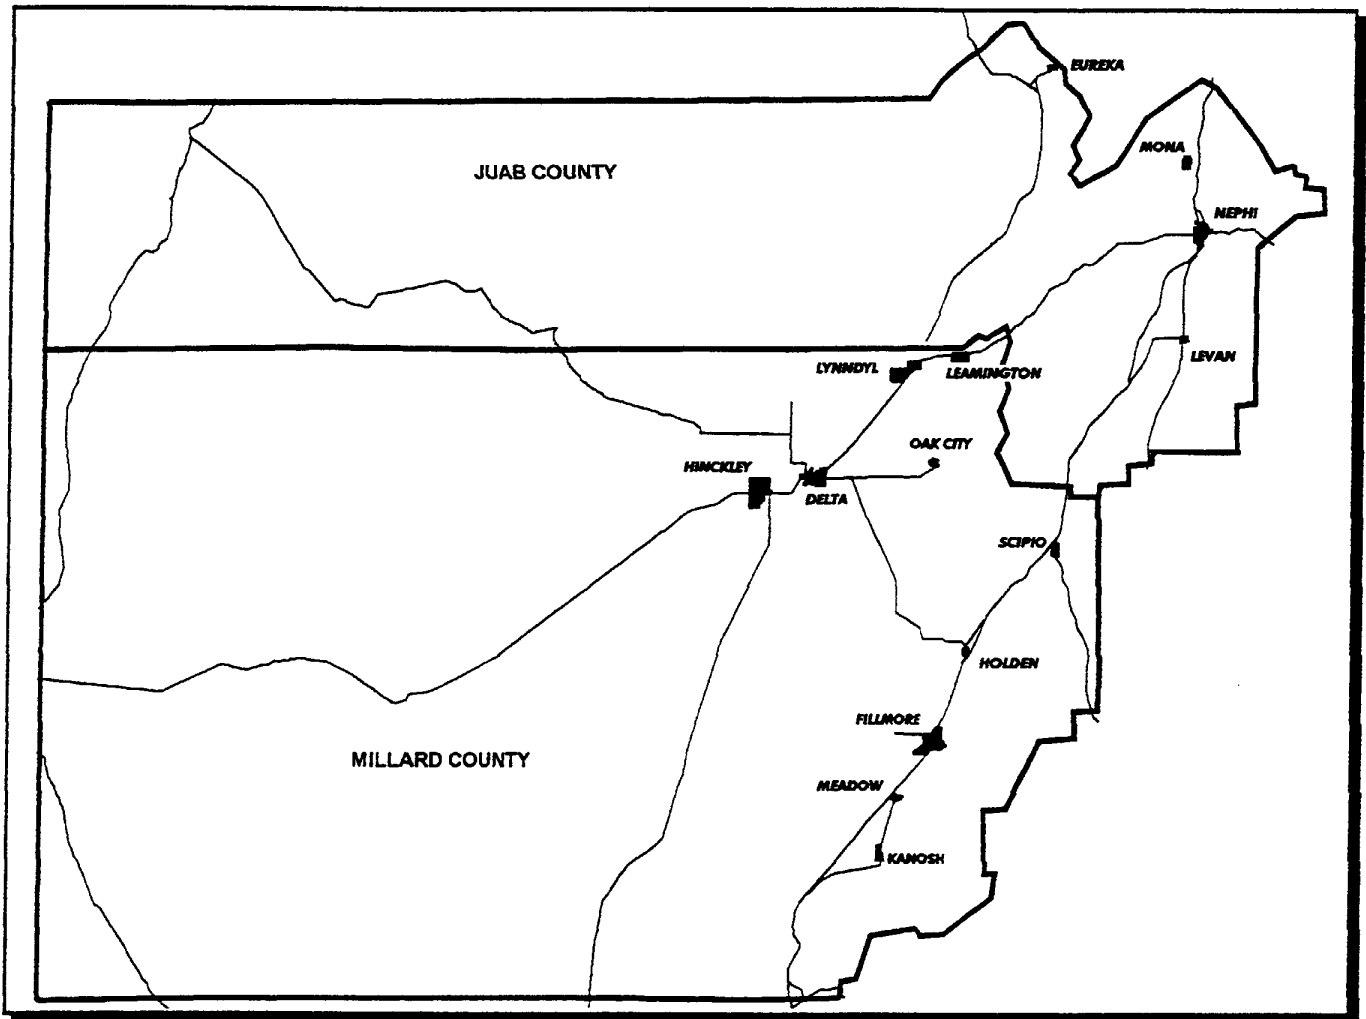 EUREKA
MONA
JUAB COUNTY
NEPHI
LEVAN
LYNNDYL
LEAMINGTON
OAK CITY
HINCKLEY
DELTA
SCIPIO
HOLDEN
FILLMORE
MILLARD COUNTY
MEADOW
KANOSH